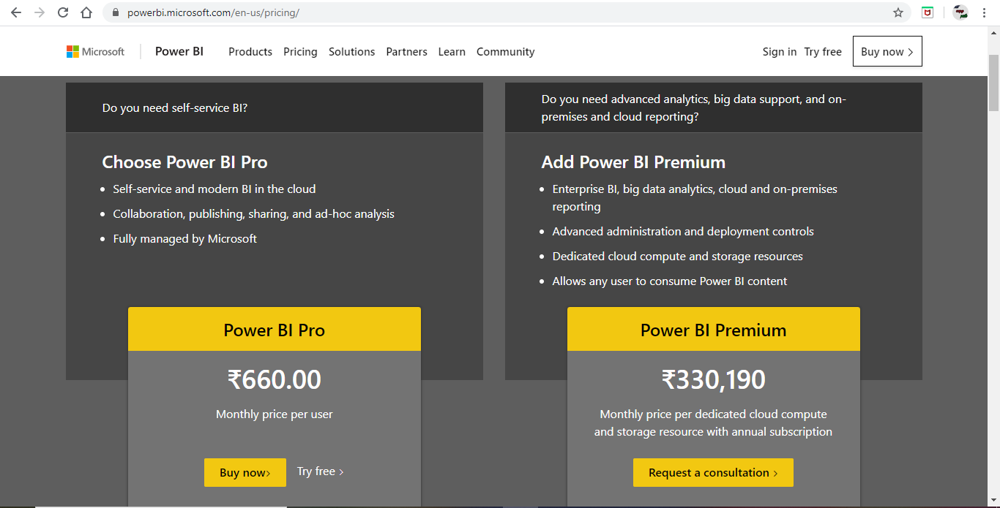 powerbi.microsoft.com/en-us/pricing/
Microsoft Power BI Products Pricing Solutions Partners Learn Community Sign in Try free Buy now >
Do you need self-service BI?
Choose Power BI Pro
• Self-service and modern BI in the cloud
• Collaboration, publishing, sharing, and ad-hoc analysis
• Fully managed by Microsoft
Power BI Pro
₹660.00
Monthly price per user
Buy now> Try free >
Do you need advanced analytics, big data support, and on-
premises and cloud reporting?
Add Power BI Premium
• Enterprise BI, big data analytics, cloud and on-premises
reporting
• Advanced administration and deployment controls
• Dedicated cloud compute and storage resources
• Allows any user to consume Power BI content
Power BI Premium
₹330,190
Monthly price per dedicated cloud compute
and storage resource with annual subscription
Request a consultation >